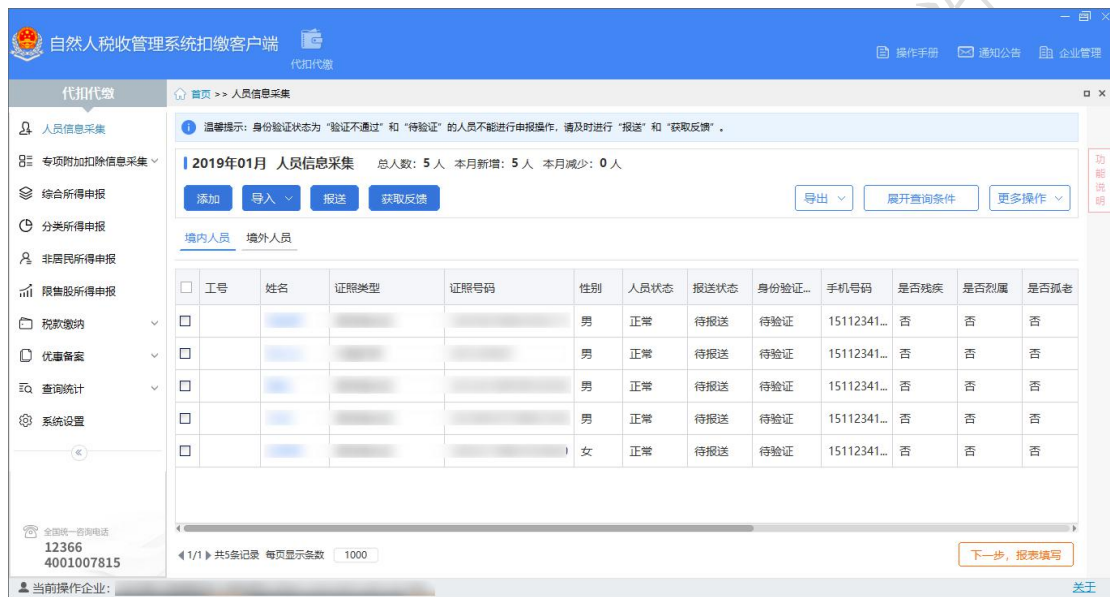 自然人税收管理系统扣缴客户端
代扣代缴
操作手册 通知公告 企业管理
代扣代缴
首页 >> 人员信息采集
人员信息采集
温馨提示：身份验证状态为“验证不通过”和“待验证”的人员不能进行申报操作，请及时进行“报送”和“获取反馈”。
专项附加扣除信息采集
2019年01月 人员信息采集 总人数：5人 本月新增：5人 本月减少：0人
功能说明
综合所得申报
添加 导入 报送 获取反馈 导出 展开查询条件 更多操作
分类所得申报
境内人员 境外人员
非居民所得申报
限售股所得申报
工号 姓名 证照类型 证照号码 性别 人员状态 报送状态 身份验证... 手机号码 是否残疾 是否烈属 是否孤老
税款缴纳
男 正常 待报送 待验证 15112341... 否 否 否
优惠备案
男 正常 待报送 待验证 15112341... 否 否 否
查询统计
男 正常 待报送 待验证 15112341... 否 否 否
系统设置
男 正常 待报送 待验证 15112341... 否 否 否
女 正常 待报送 待验证 15112341... 否 否 否
全国统一咨询电话
12366
4001007815
1/1 共5条记录 每页显示条数 1000
下一步，报表填写
当前操作企业：
关于